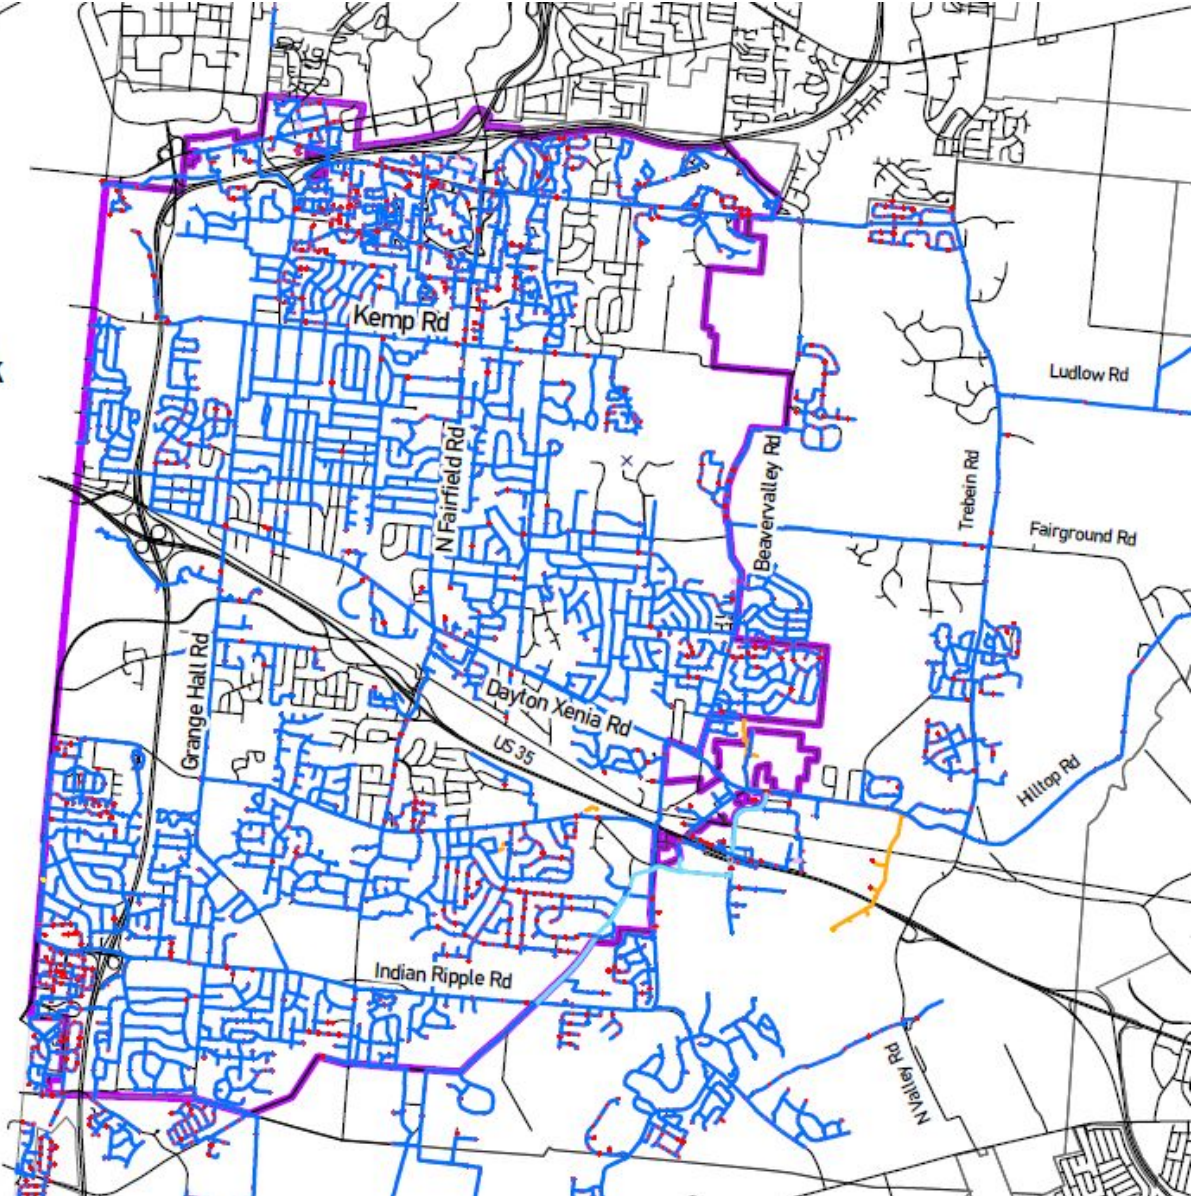 Kemp Rd
Ludlow Rd
N Fairfield Rd
Beavervalley Rd
Trebein Rd
Fairground Rd
Grange Hall Rd
Dayton Xenia Rd
US 35
Hilltop Rd
Indian Ripple Rd
N Valley Rd